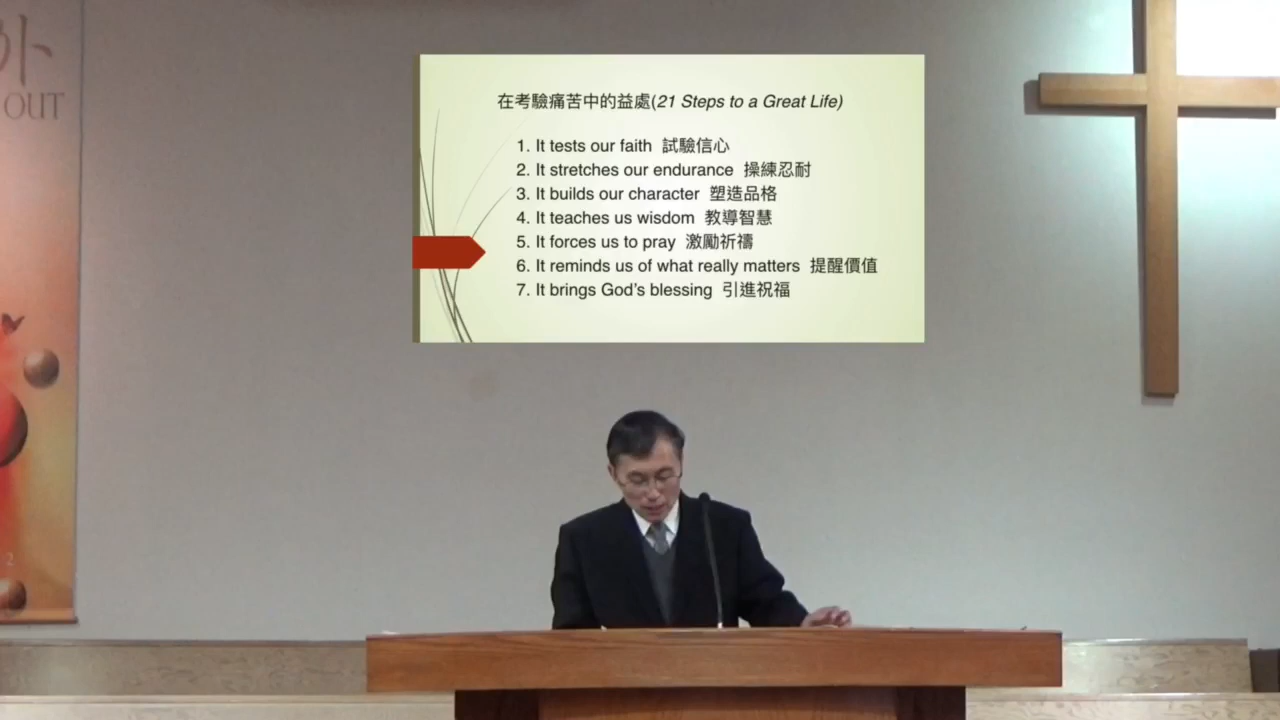 外
OUT
在考驗痛苦中的益處(21 Steps to a Great Life)
1. It tests our faith 試驗信心
2. It stretches our endurance 操練忍耐
3. It builds our character 塑造品格
4. It teaches us wisdom 教導智慧
5. It forces us to pray 激勵祈禱
6. It reminds us of what really matters 提醒價值
7. It brings God's blessing 引進祝福
2